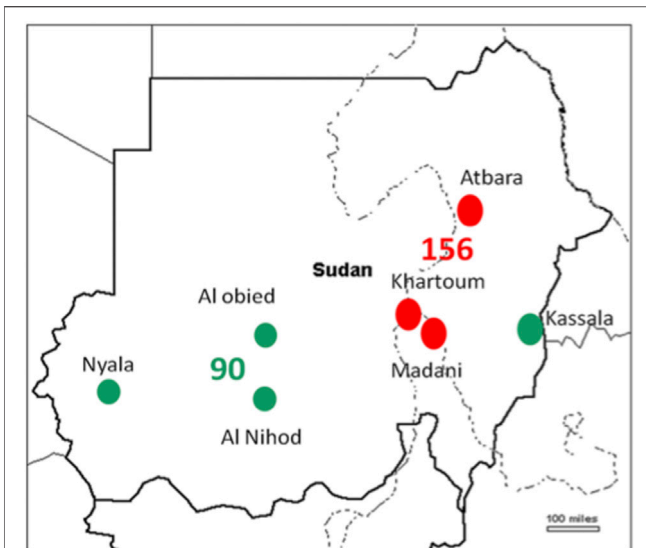 Atbara
156
Sudan
Khartoum
Al obied
Kassala
Nyala
90
Madani
Al Nihod
100 miles